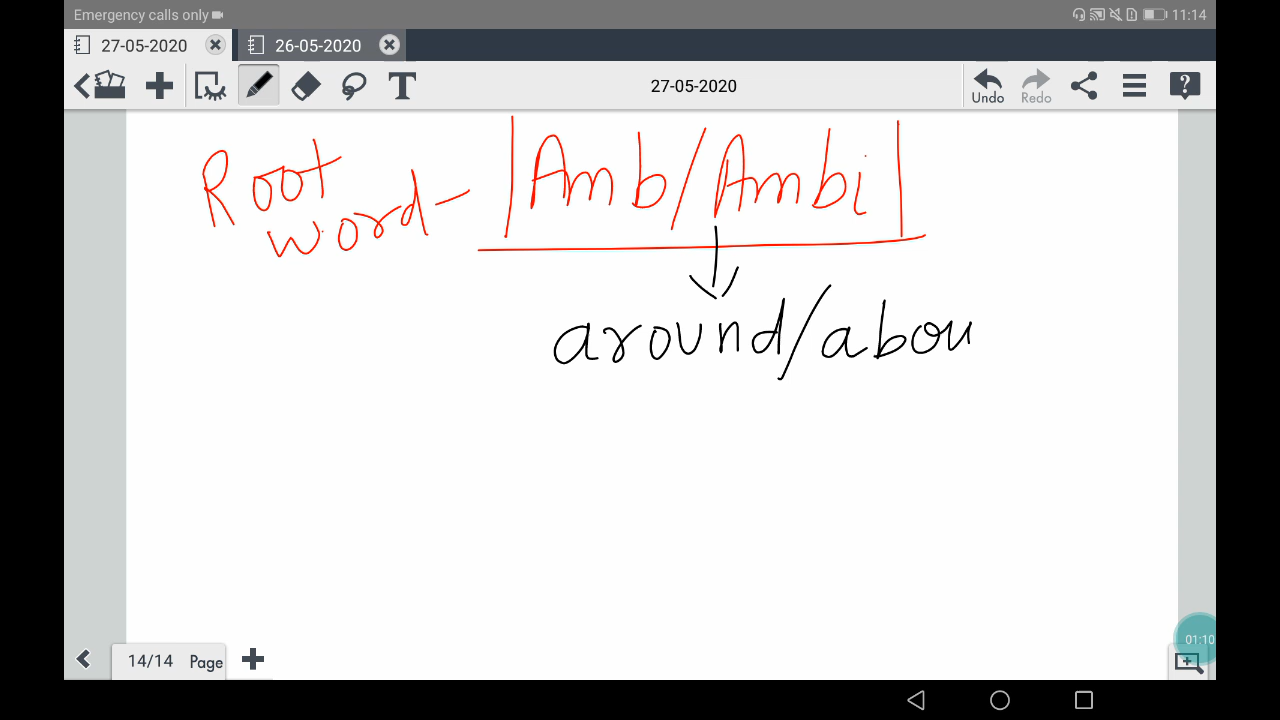 Emergency calls only 11:14
27-05-2020 26-05-2020
27-05-2020 Undo Redo
Root word- |Amb/Ambi|
around/abou
01:10
14/14 Page